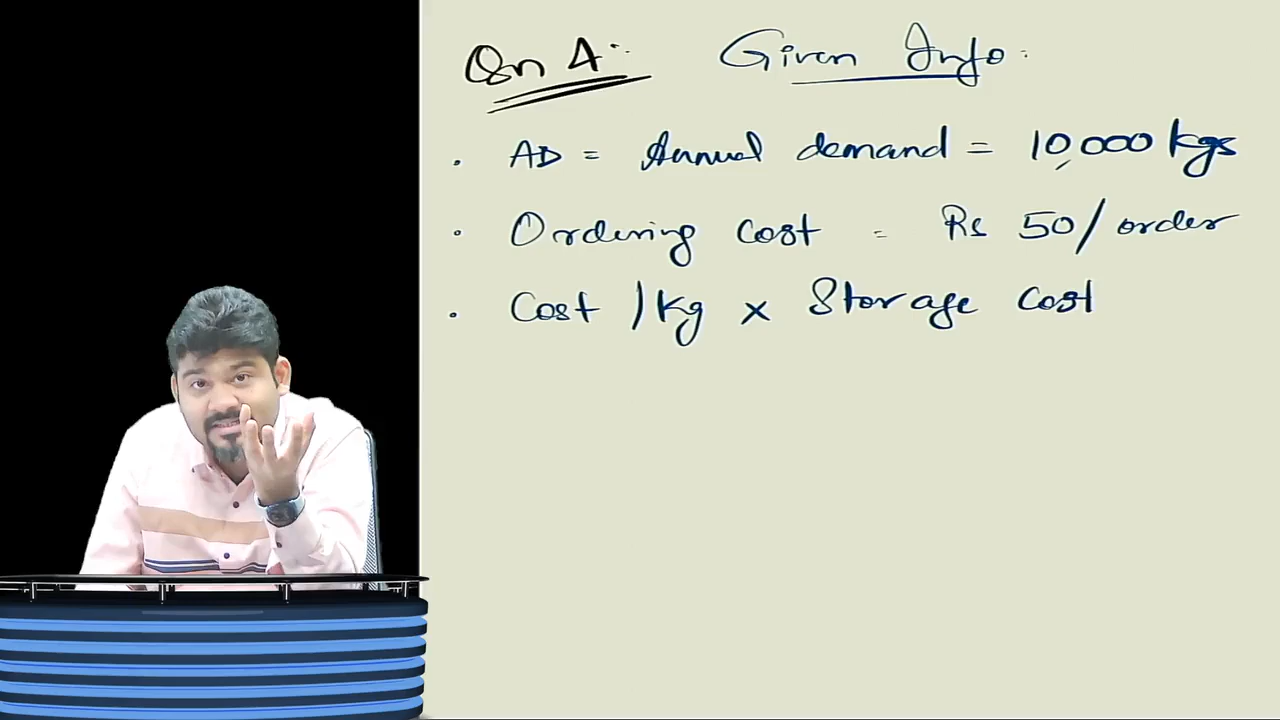 Qn 4:
Given Info:
. AD = Annual demand = 10,000 kgs
. Ordering cost = Rs 50/order
. Cost /kg x Storage cost